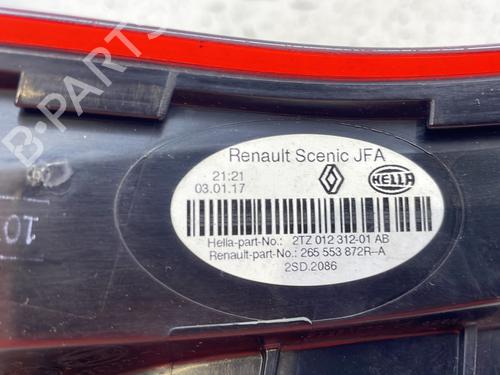 B-PARTS
Renault Scenic JFA
21:21
03.01.17
HELLA
Hella-part-No.: 2TZ 012 312-01 AB
Renault-part-No.: 265 553 872R-A
2SD.2086